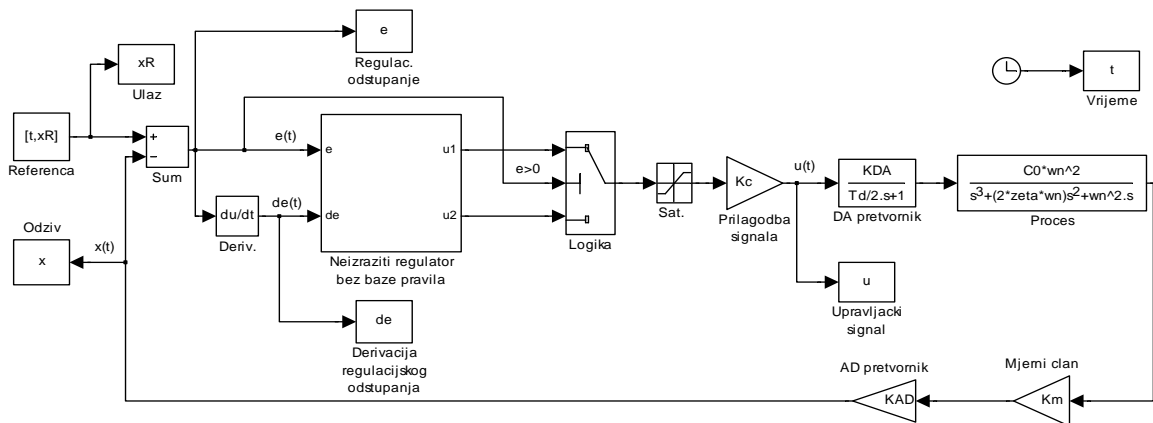 e
Regulac.
odstupanje
xR
Ulaz
t
Vrijeme
[t,xR]
Referenca
+
−
Sum
e(t)
e
de
u1
u2
Neizraziti regulator
bez baze pravila
e>0
Logika
Sat.
Kc
Prilagodba
signala
u(t)
KDA
Td/2.s+1
DA pretvornik
C0*wn^2
s³+(2*zeta*wn)s²+wn^2.s
Proces
du/dt
Deriv.
de(t)
Odziv
x
x(t)
u
Upravljacki
signal
de
Derivacija
regulacijskog
odstupanja
AD pretvornik
KAD
Mjerni clan
Km